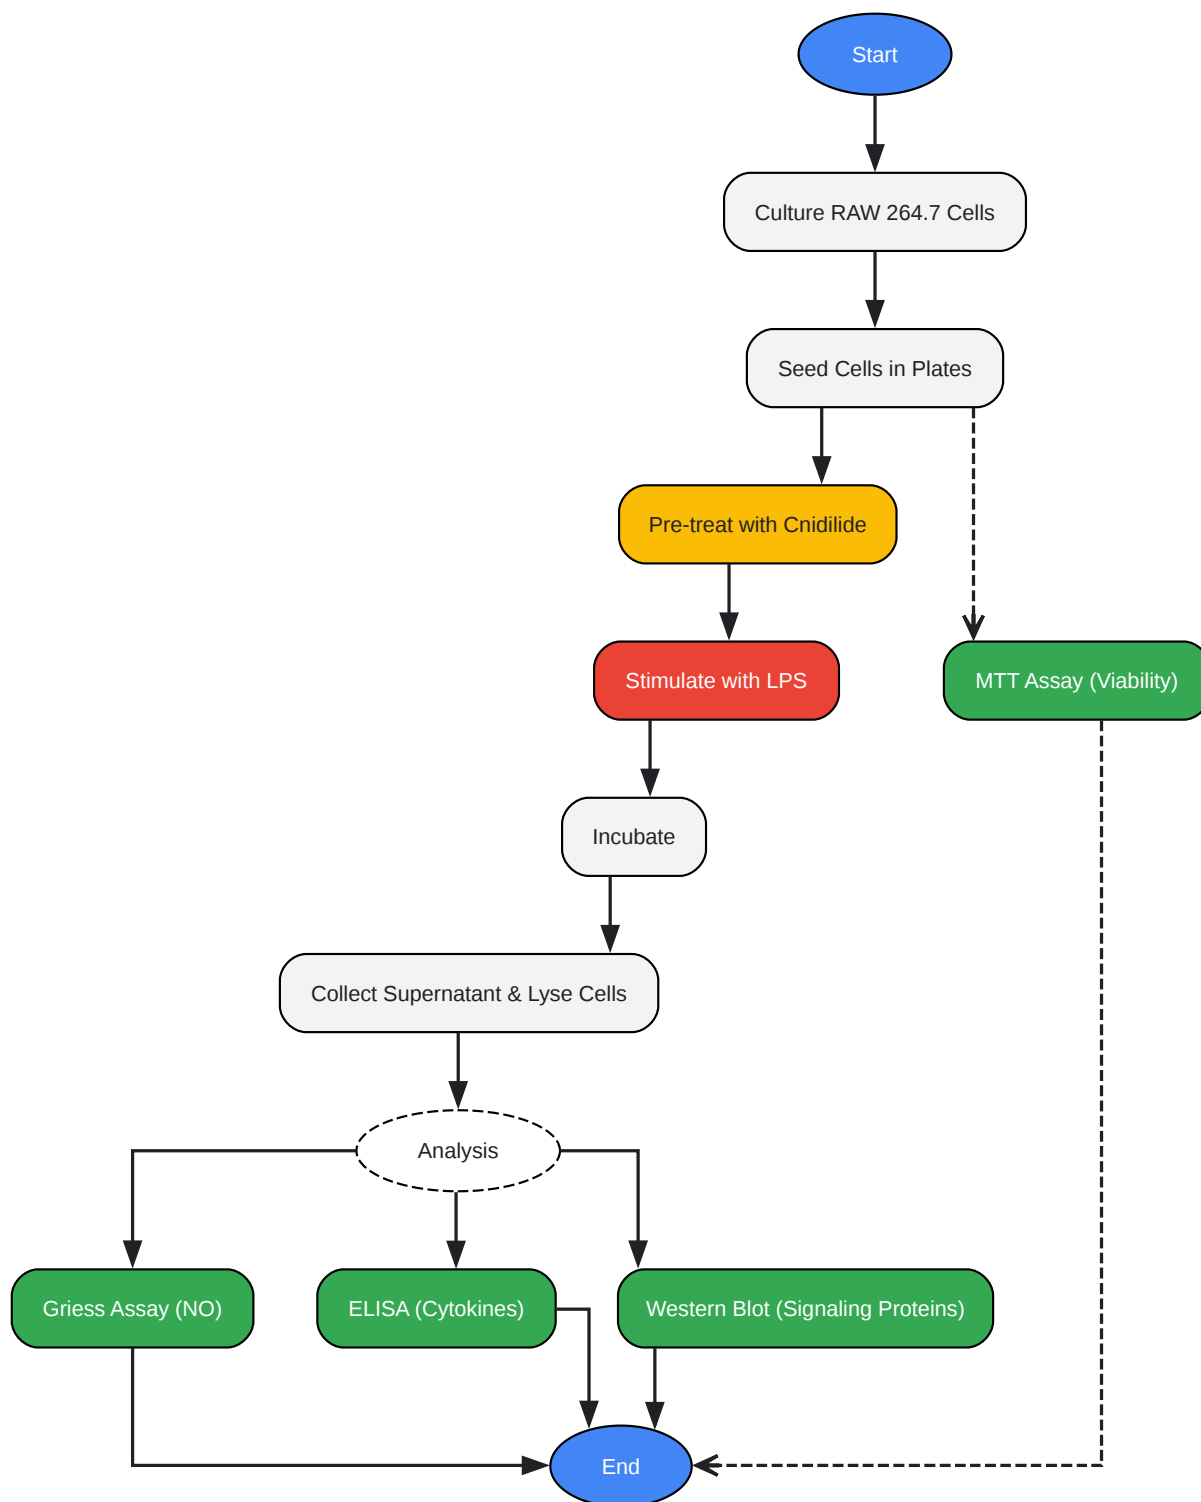 Start
Culture RAW 264.7 Cells
Seed Cells in Plates
Pre-treat with Cnidilide
Stimulate with LPS
MTT Assay (Viability)
Incubate
Collect Supernatant & Lyse Cells
Analysis
Griess Assay (NO)
ELISA (Cytokines)
Western Blot (Signaling Proteins)
End